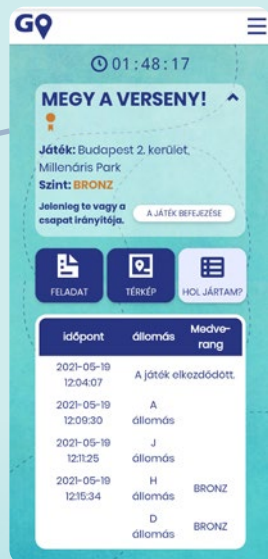 GO
01:48:17
MEGY A VERSENY!
Játék: Budapest 2. kerület,
Millenáris Park
Szint: BRONZ
Jelenleg te vagy a
csapat irányítója.
A JÁTÉK BEFEJEZÉSE
FELADAT
TÉRKÉP
HOL JÁRTAM?
időpont állomás Medve-
rang
2021-05-19
12:04:07
A játék elkezdődött.
2021-05-19
12:09:30
A
állomás
2021-05-19
12:11:25
J
állomás
2021-05-19
12:15:34
H
állomás
BRONZ
D
állomás
BRONZ